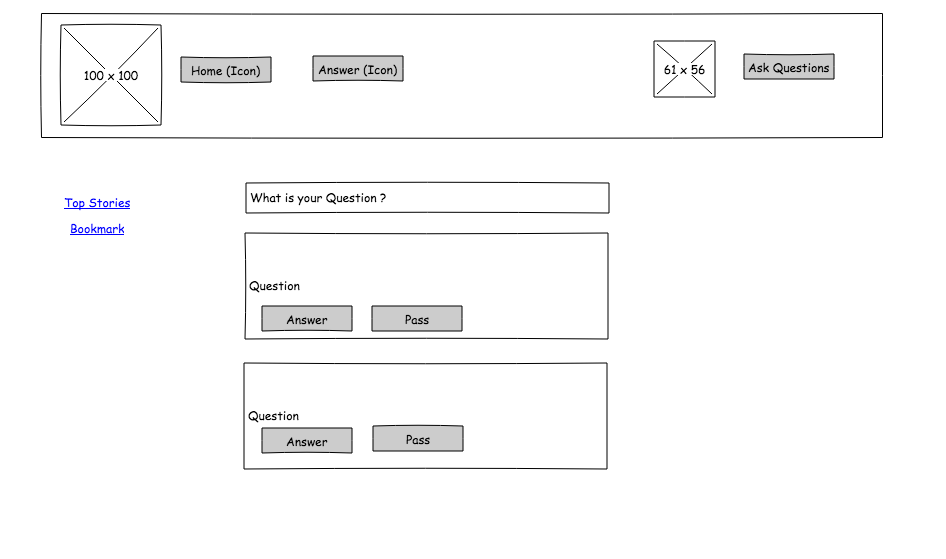 100 x 100
Home (Icon)
Answer (Icon)
61 x 56
Ask Questions
Top Stories
Bookmark
What is your Question ?
Question
Answer
Pass
Question
Answer
Pass